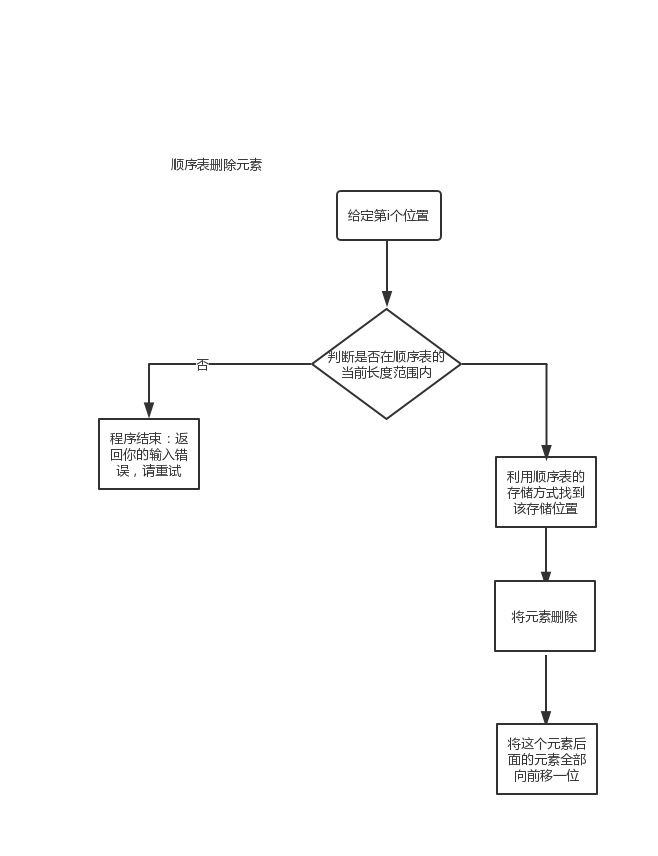 顺序表删除元素
给定第i个位置
判断是否在顺序表的
当前长度范围内
否
程序结束：返
回你的输入错
误，请重试
利用顺序表的
存储方式找到
该存储位置
将元素删除
将这个元素后
面的元素全部
向前移一位